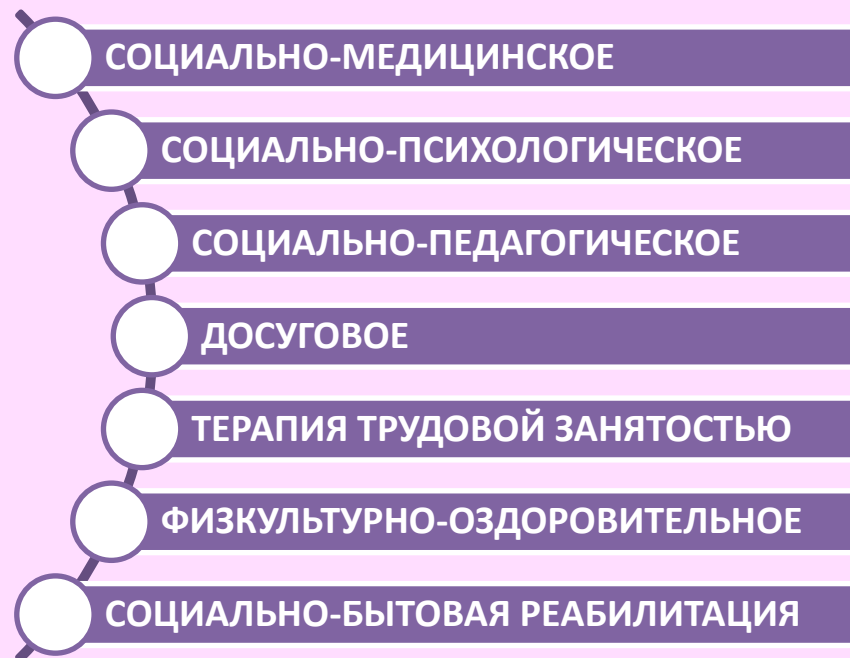 СОЦИАЛЬНО-МЕДИЦИНСКОЕ
СОЦИАЛЬНО-ПСИХОЛОГИЧЕСКОЕ
СОЦИАЛЬНО-ПЕДАГОГИЧЕСКОЕ
ДОСУГОВОЕ
ТЕРАПИЯ ТРУДОВОЙ ЗАНЯТОСТЬЮ
ФИЗКУЛЬТУРНО-ОЗДОРОВИТЕЛЬНОЕ
СОЦИАЛЬНО-БЫТОВАЯ РЕАБИЛИТАЦИЯ